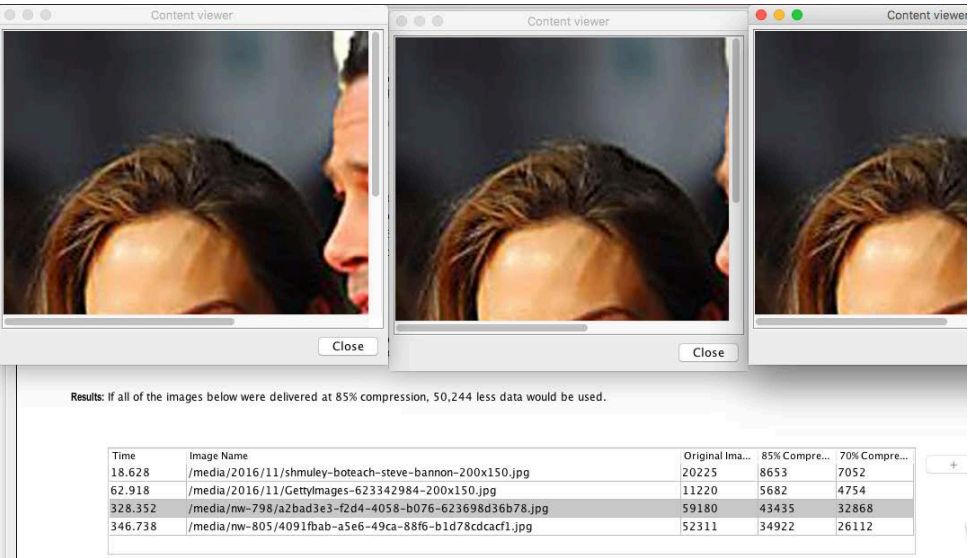 Content viewer
Content viewer
Content viewer
Close
Close
Results: If all of the images below were delivered at 85% compression, 50,244 less data would be used.
Time Image Name Original Ima... 85% Compre... 70% Compre...
18.628 /media/2016/11/shmuley-boteach-steve-bannon-200x150.jpg 20225 8653 7052
62.918 /media/2016/11/GettyImages-623342984-200x150.jpg 11220 5682 4754
328.352 /media/nw-798/a2bad3e3-f2d4-4058-b076-623698d36b78.jpg 59180 43435 32868
346.738 /media/nw-805/4091fbab-a5e6-49ca-88f6-b1d78cdcacf1.jpg 52311 34922 26112
+